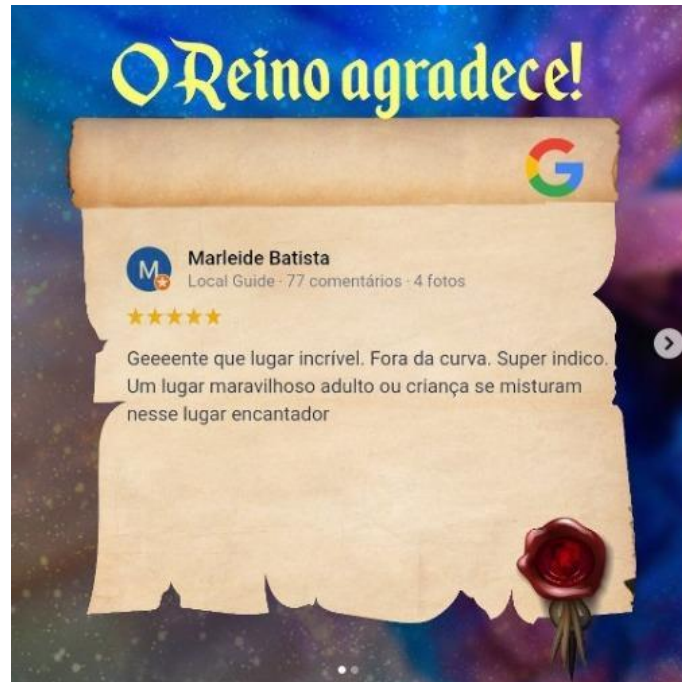 O Reino agradece!
G
M
Marleide Batista
Local Guide · 77 comentários · 4 fotos
Geeeente que lugar incrível. Fora da curva. Super indico.
Um lugar maravilhoso adulto ou criança se misturam
nesse lugar encantador